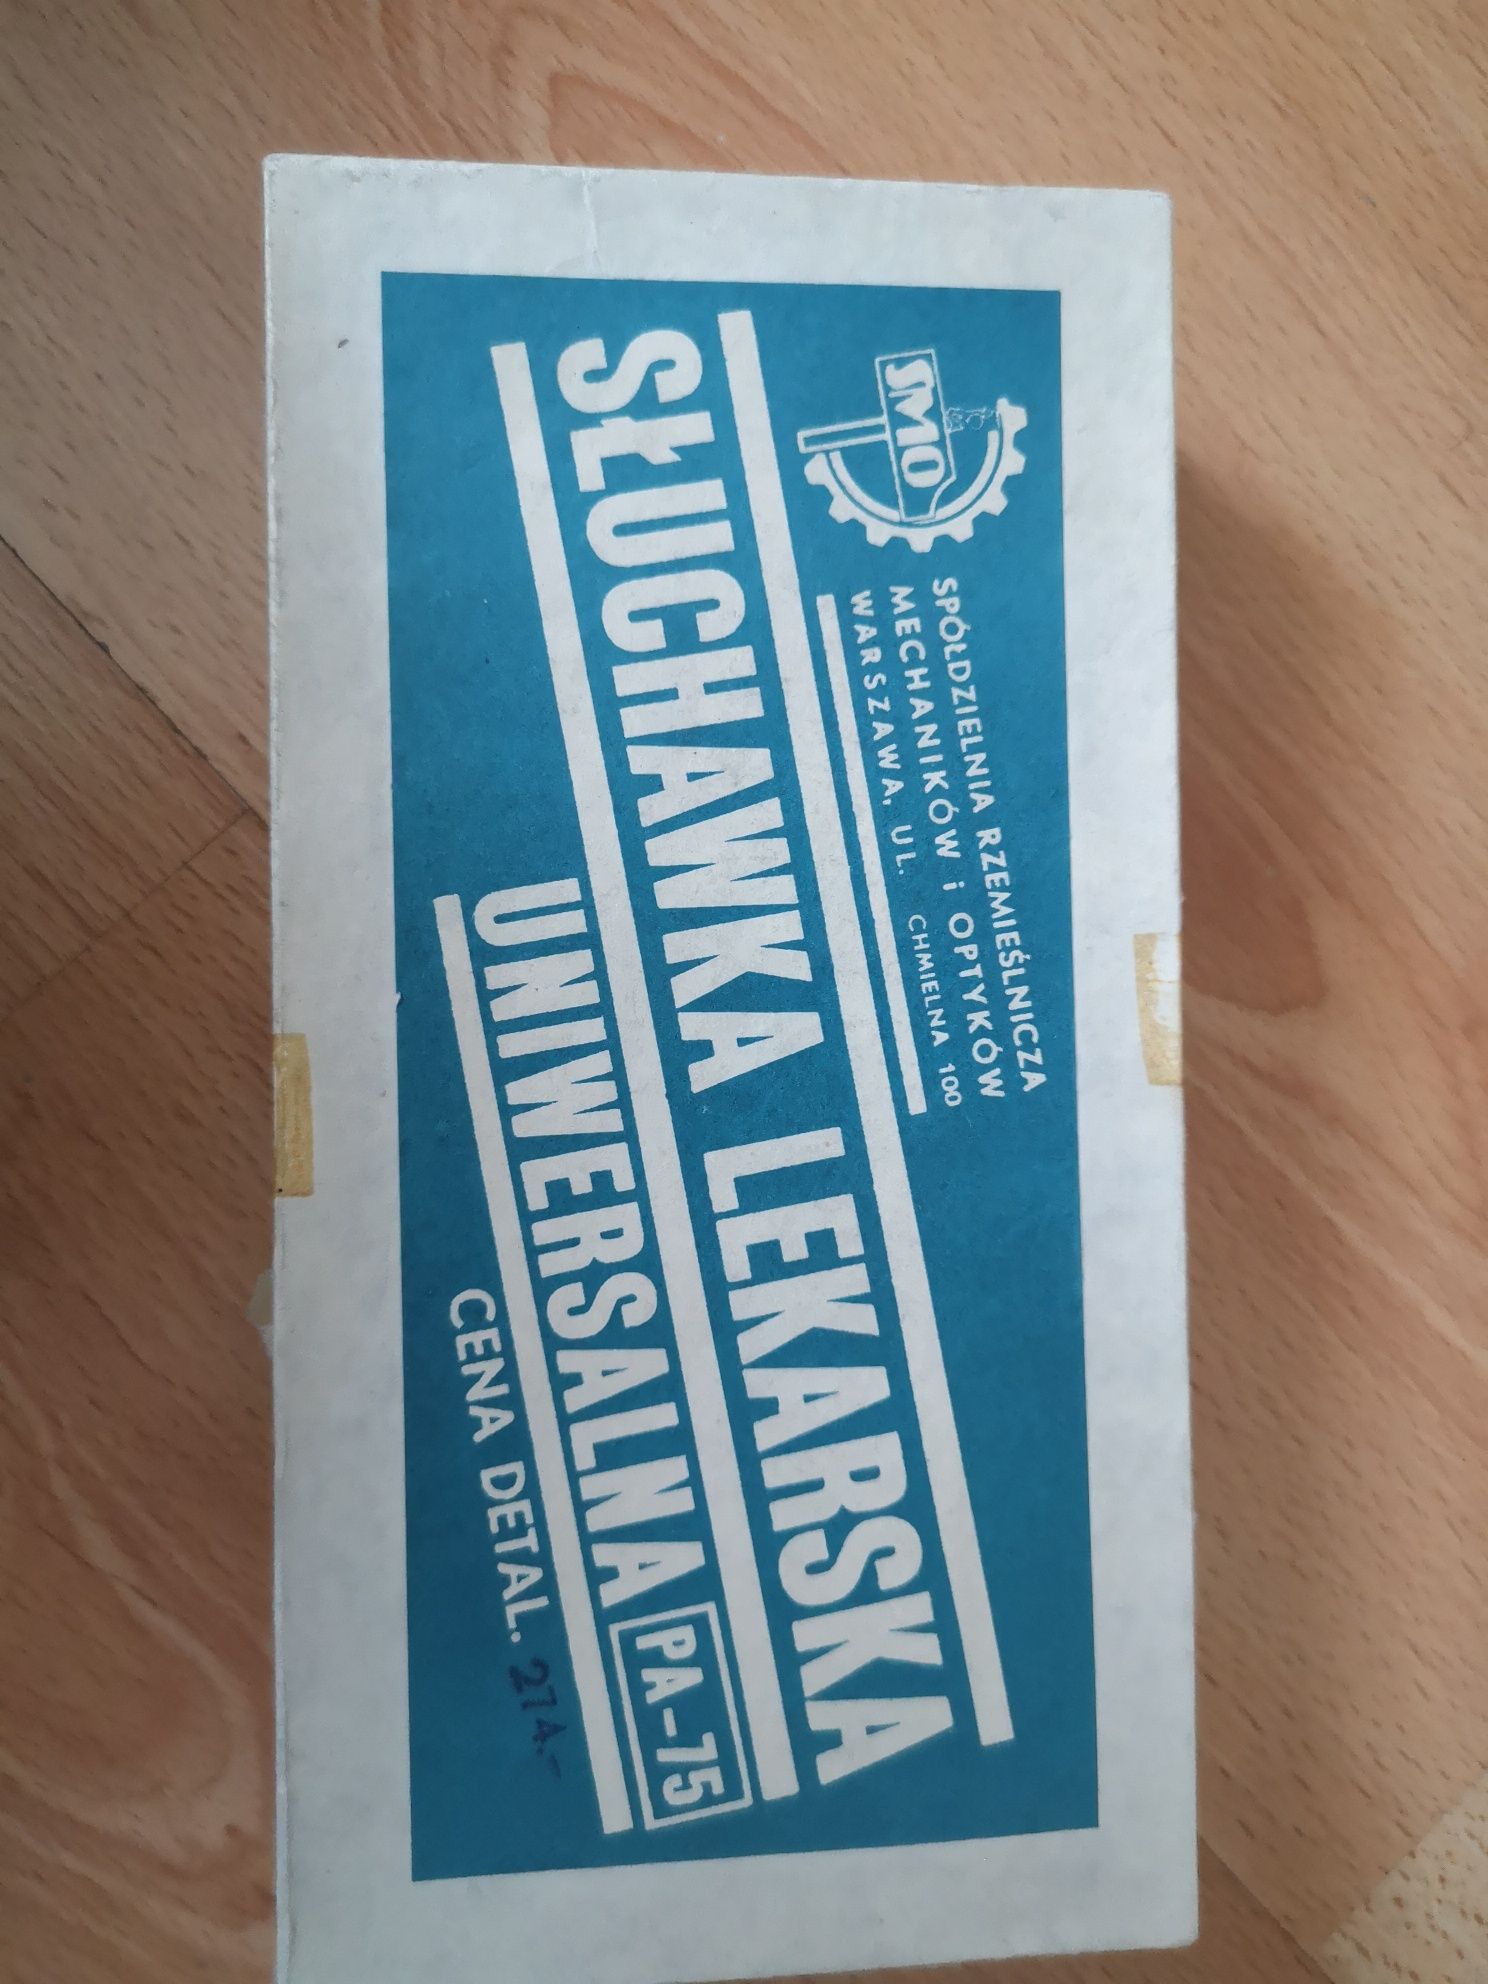 SMO
SPÓŁDZIELNIA RZEMIEŚLNICZA
MECHANIKÓW i OPTYKÓW
WARSZAWA, UL. CHMIELNA 100
SŁUCHAWKA LEKARSKA
UNIWERSALNA PA-75
CENA DETAL. 274.-